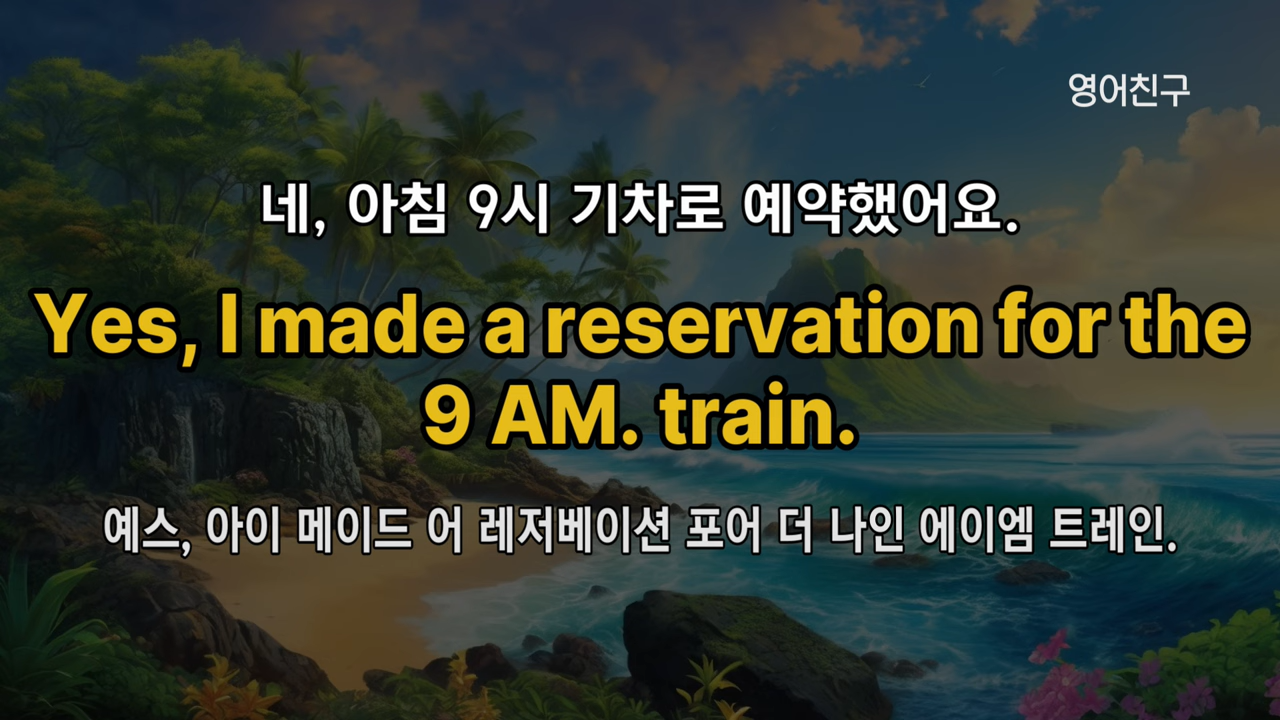 영어친구
네, 아침 9시 기차로 예약했어요.
Yes, I made a reservation for the
9 AM. train.
예스, 아이 메이드 어 레저베이션 포어 더 나인 에이엠 트레인.